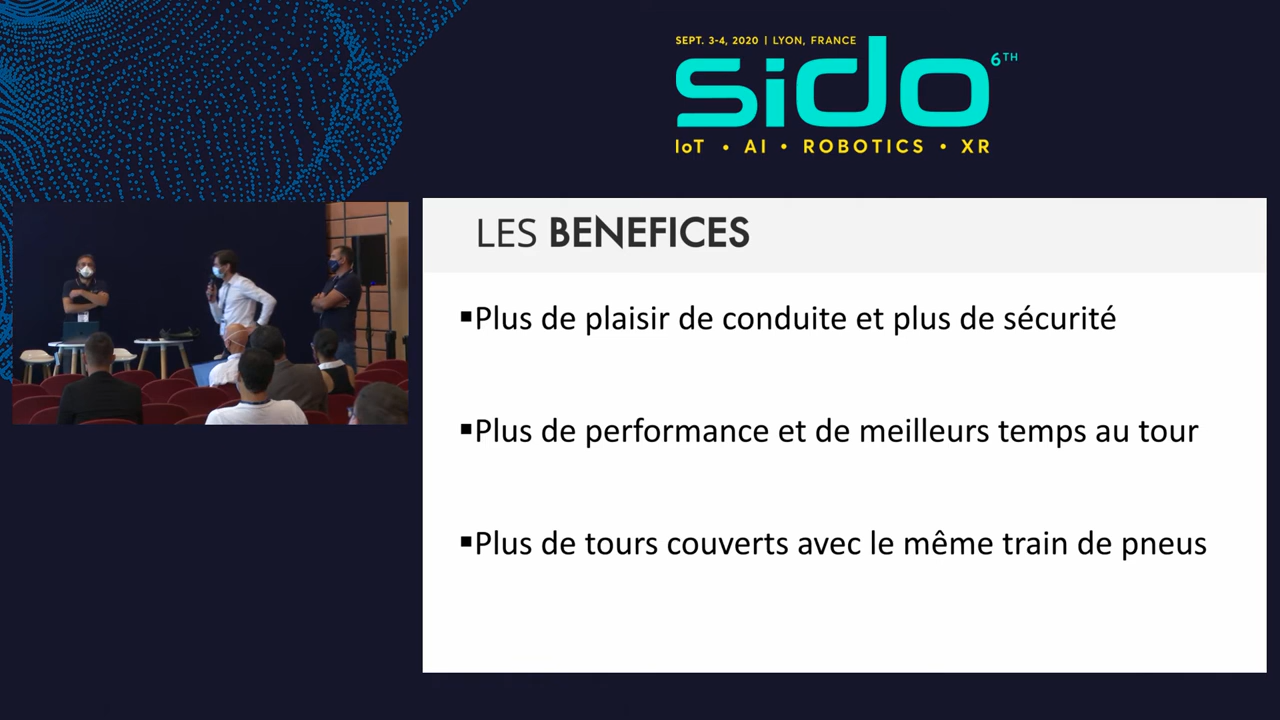 SEPT. 3-4, 2020 | LYON, FRANCE
sido 6TH
IoT • AI • ROBOTICS • XR
LES BENEFICES
▪Plus de plaisir de conduite et plus de sécurité
▪Plus de performance et de meilleurs temps au tour
▪Plus de tours couverts avec le même train de pneus